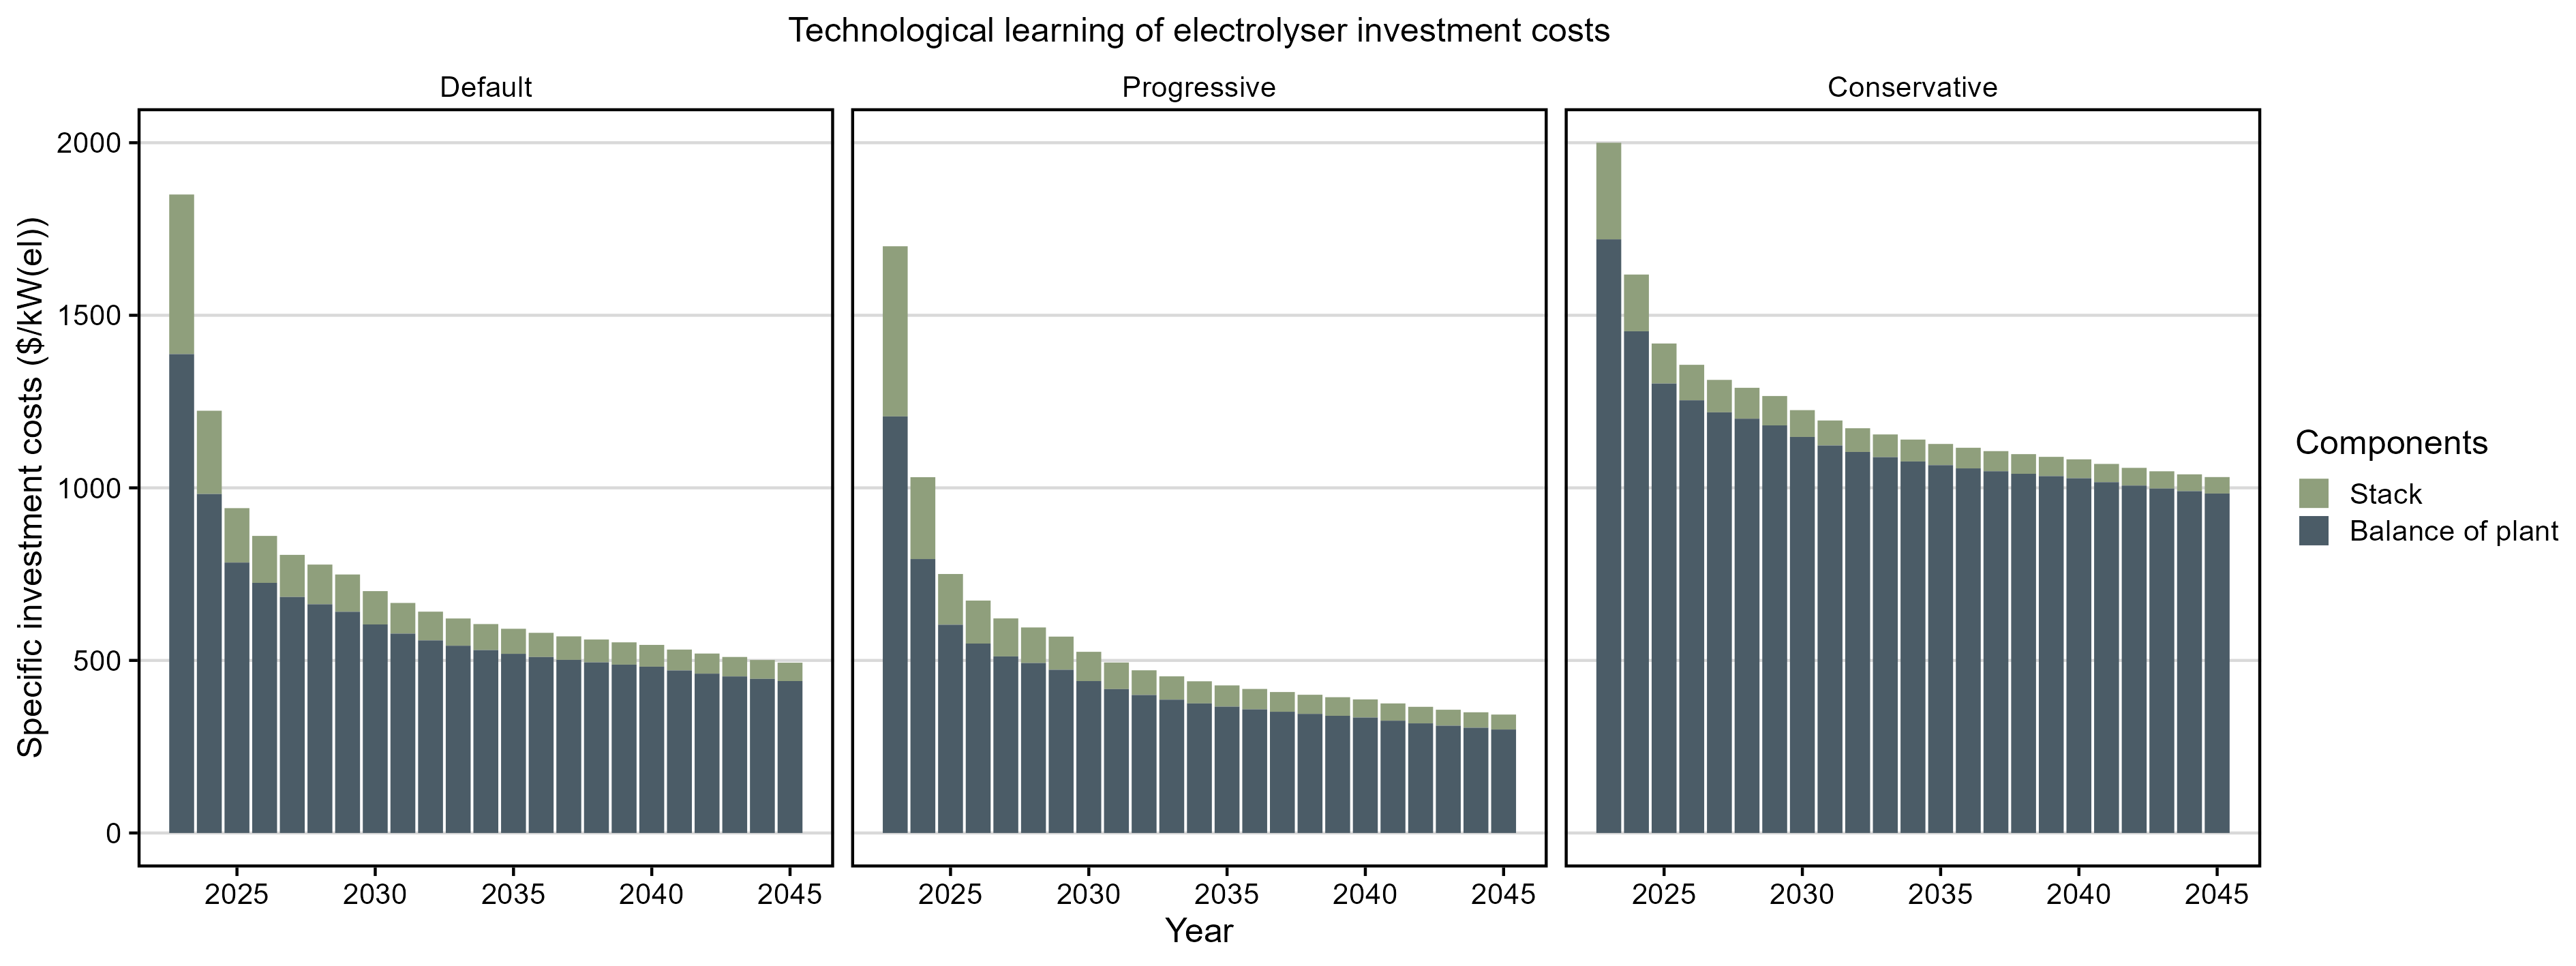 Technological learning of electrolyser investment costs
Default
Progressive
Conservative
Specific investment costs ($/kW(el))
2000
1500
1000
500
0
2025 2030 2035 2040 2045
2025 2030 2035 2040 2045
2025 2030 2035 2040 2045
Year
Components
Stack
Balance of plant